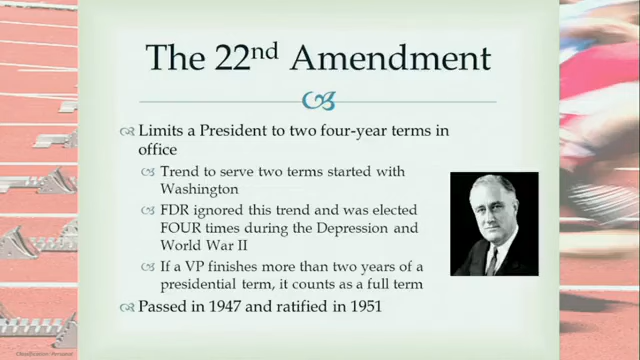 The 22nd Amendment
Limits a President to two four-year terms in
office
Trend to serve two terms started with
Washington
FDR ignored this trend and was elected
FOUR times during the Depression and
World War II
If a VP finishes more than two years of a
presidential term, it counts as a full term
Passed in 1947 and ratified in 1951
Classification: Personal